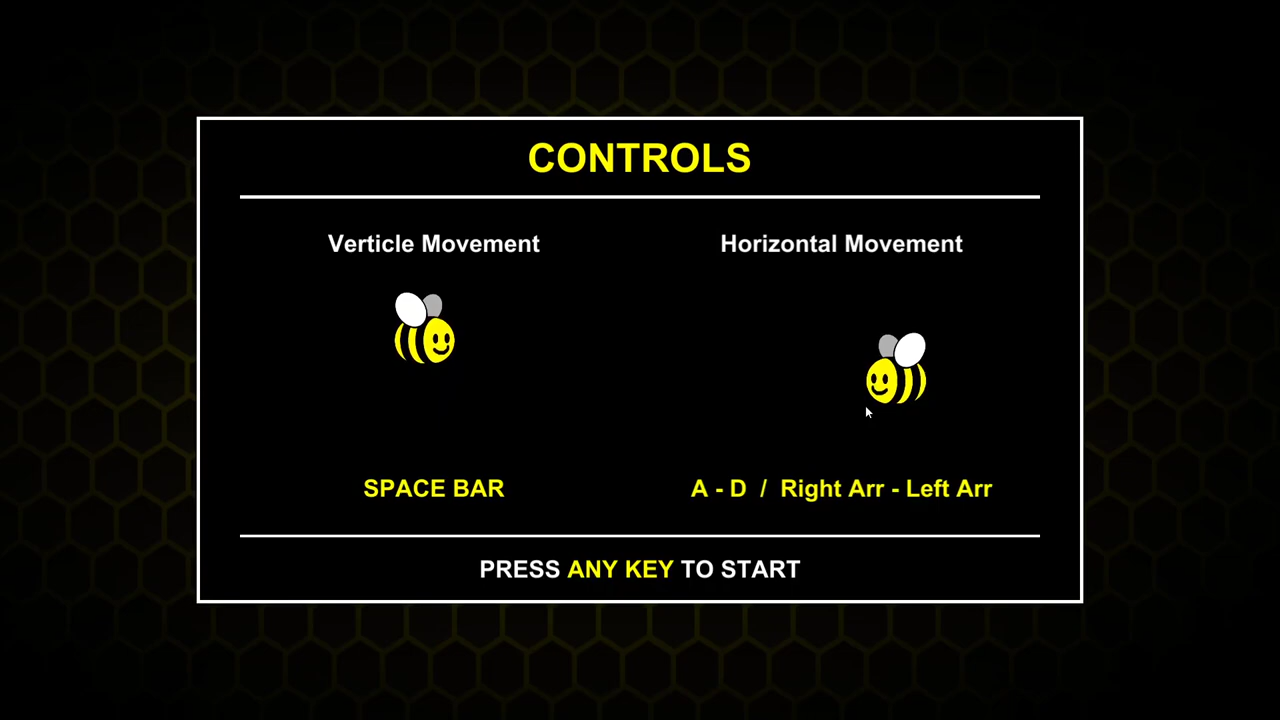 CONTROLS
Verticle Movement
Horizontal Movement
SPACE BAR
A - D / Right Arr - Left Arr
PRESS ANY KEY TO START